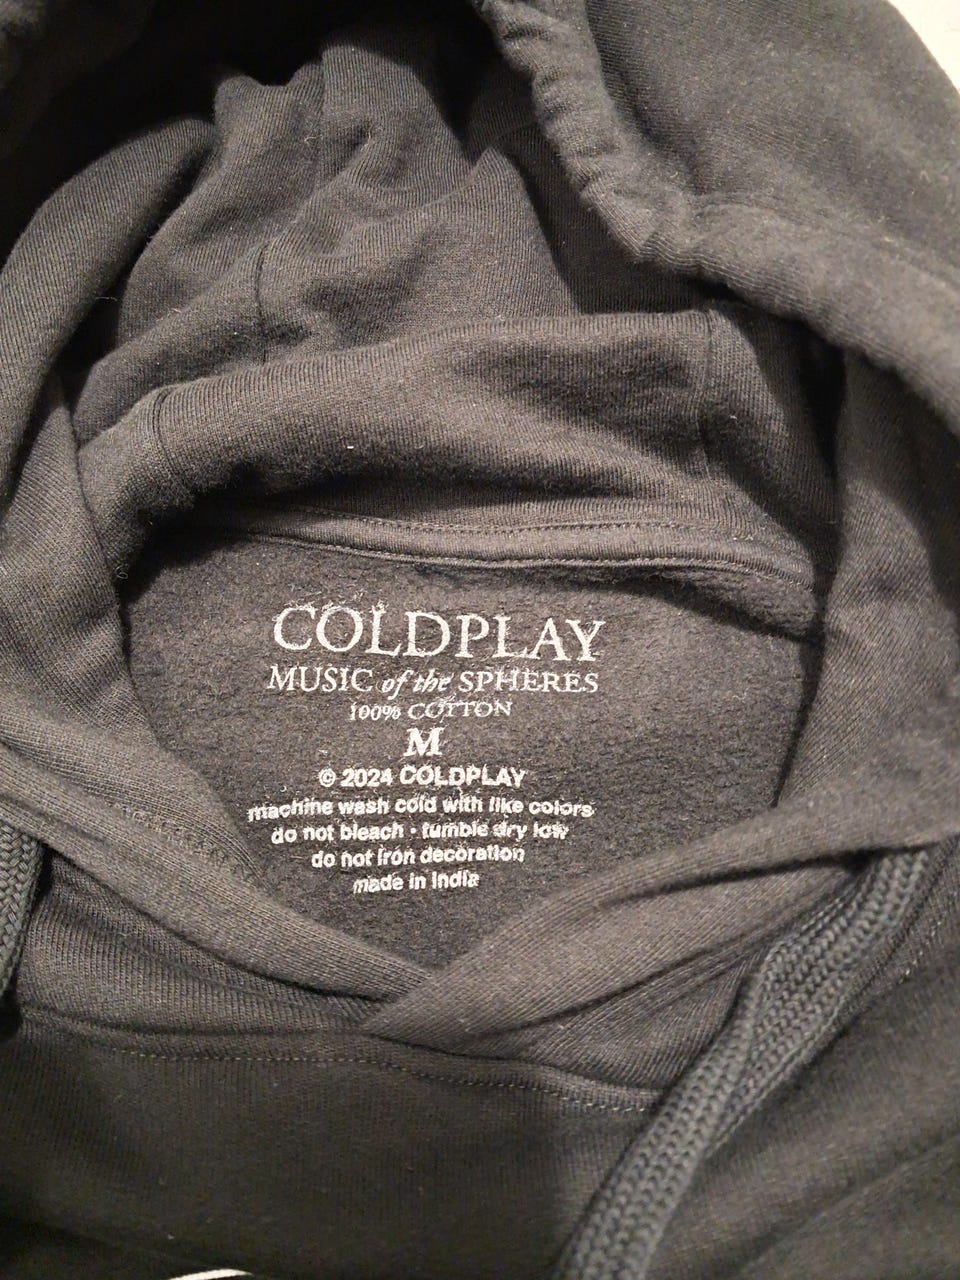 COLDPLAY
MUSIC of the SPHERES
100% COTTON
M
© 2024 COLDPLAY
machine wash cold with like colors
do not bleach • tumble dry low
do not iron decoration
made in India